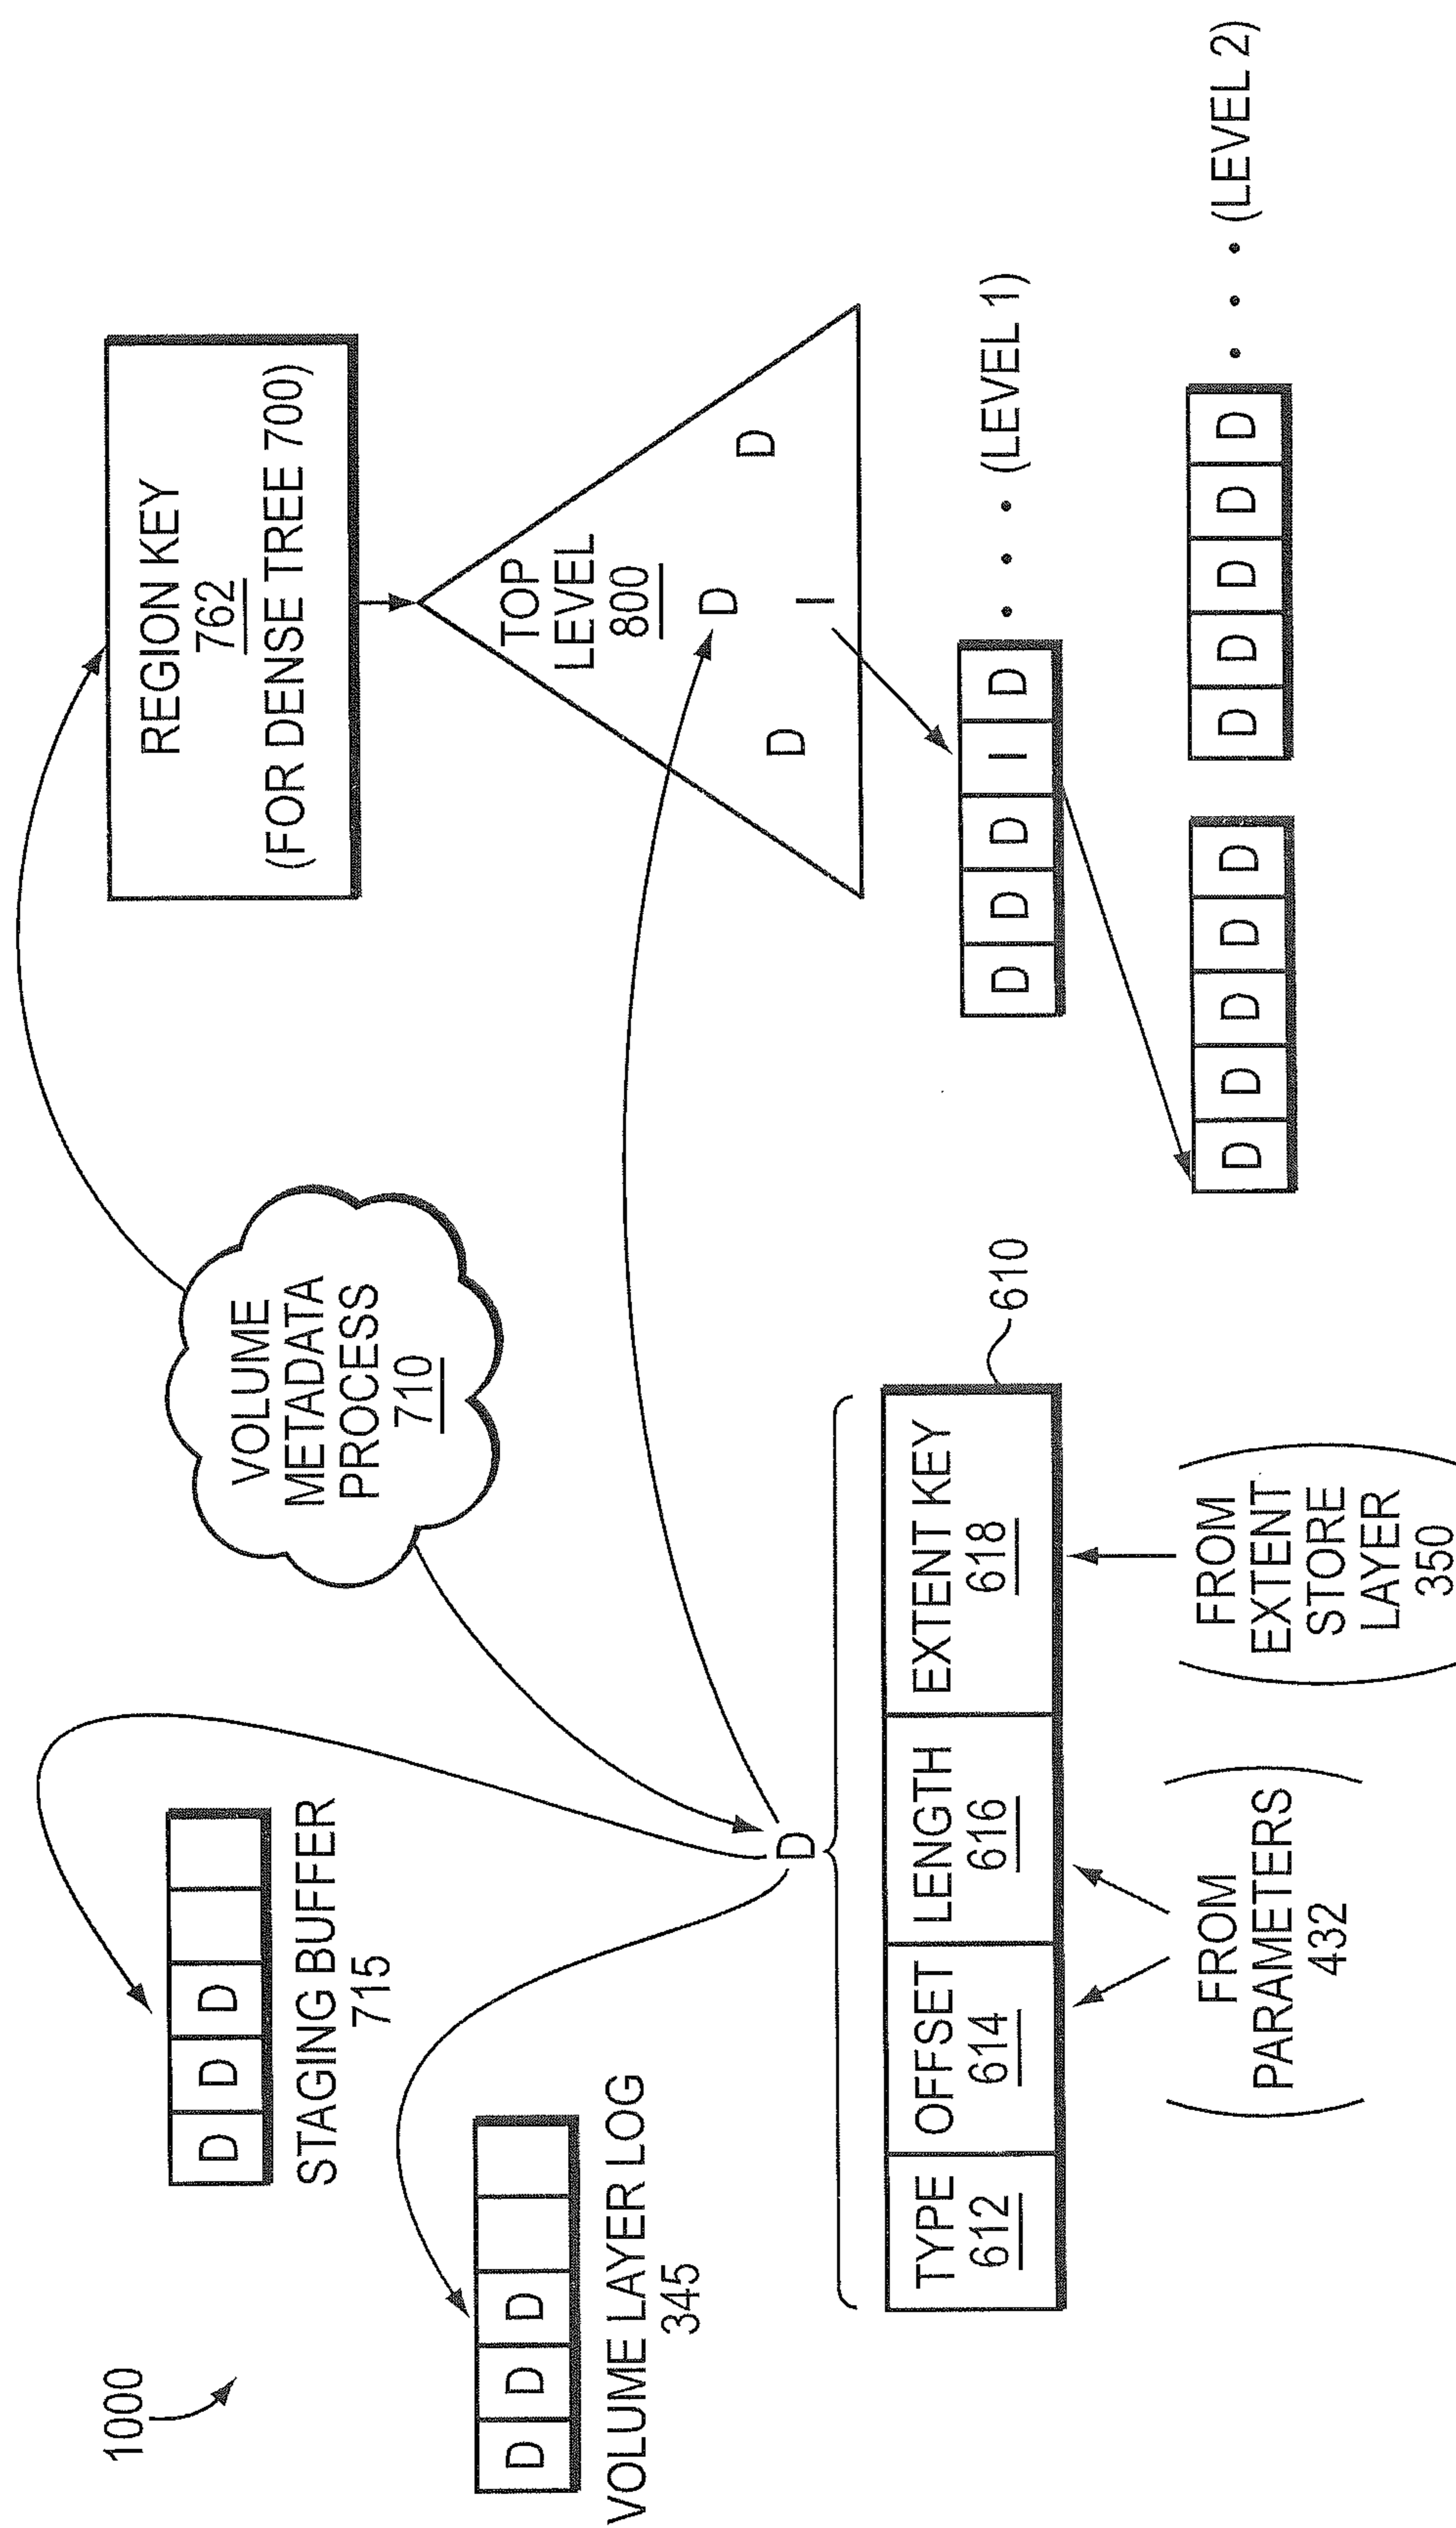 1000
D D D
STAGING BUFFER
715
D D D
VOLUME LAYER LOG
345
VOLUME
METADATA
PROCESS
710
REGION KEY
762
(FOR DENSE TREE 700)
TOP
LEVEL
800
D D D
I
D
D D D I D • • • (LEVEL 1)
TYPE
612
OFFSET
614
LENGTH
616
EXTENT KEY
618
610
FROM
PARAMETERS
432
FROM
EXTENT
STORE
LAYER
350
D D D D D
D D D D D • • • (LEVEL 2)